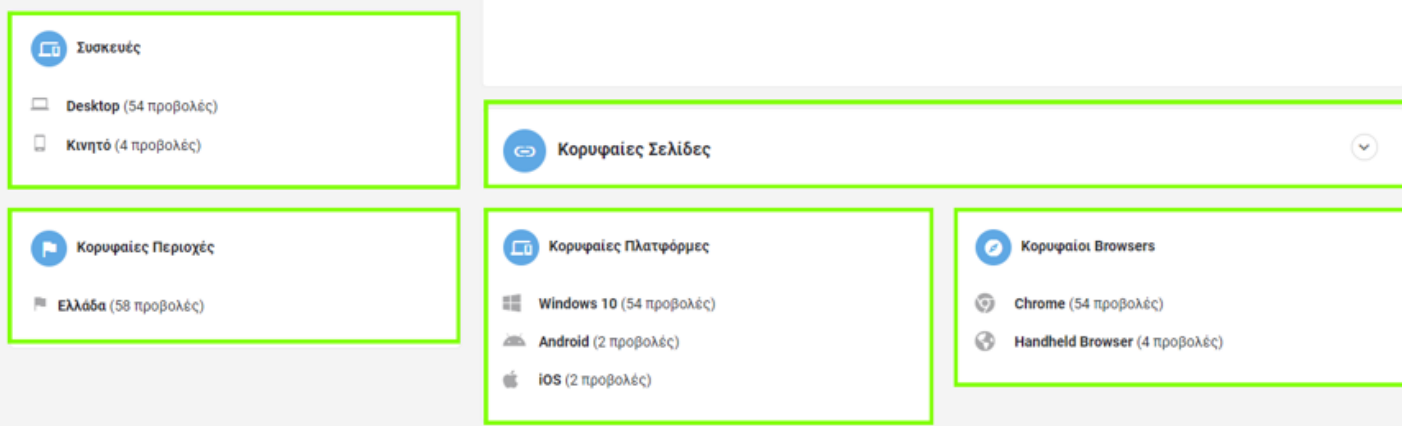 Συσκευές
Desktop (54 προβολές)
Κινητό (4 προβολές)
Κορυφαίες Σελίδες
Κορυφαίες Περιοχές
Ελλάδα (58 προβολές)
Κορυφαίες Πλατφόρμες
Windows 10 (54 προβολές)
Android (2 προβολές)
iOS (2 προβολές)
Κορυφαίοι Browsers
Chrome (54 προβολές)
Handheld Browser (4 προβολές)